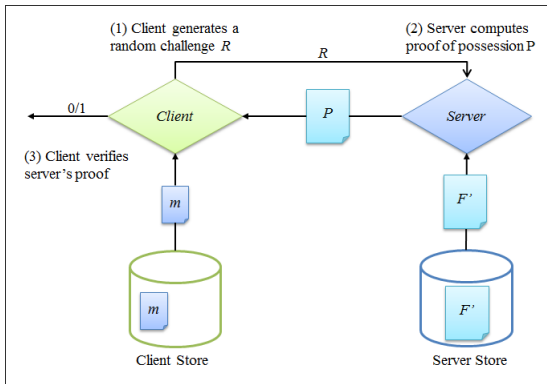 (1) Client generates a
random challenge R
(2) Server computes
proof of possession P
R
0/1
Client
P
Server
(3) Client verifies
server's proof
m
F'
m
F'
Client Store
Server Store